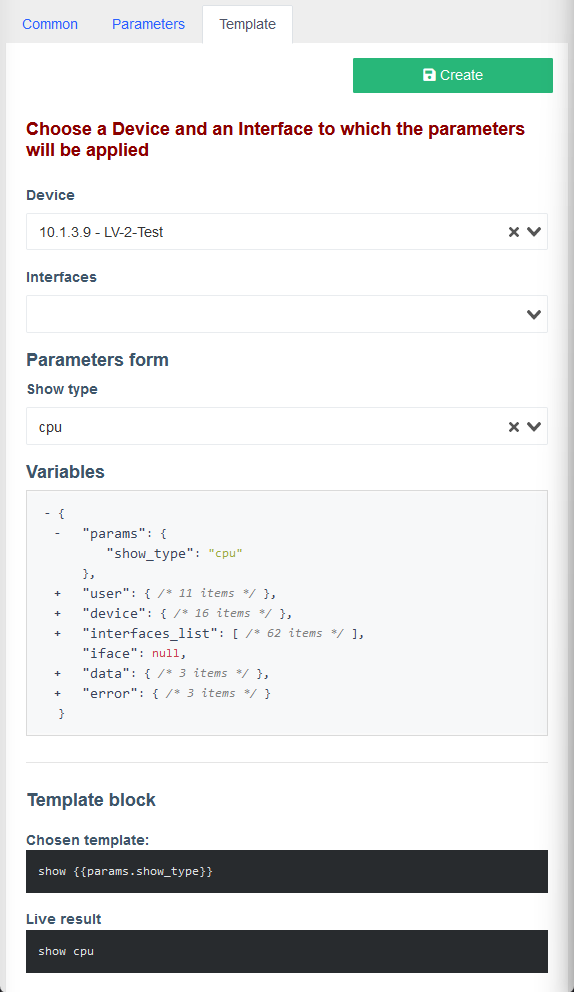 Common Parameters Template
Create
Choose a Device and an Interface to which the parameters
will be applied
Device
10.1.3.9 - LV-2-Test
Interfaces
Parameters form
Show type
cpu
Variables
- {
- "params": {
"show_type": "cpu"
},
+ "user": { /* 11 items */ },
+ "device": { /* 16 items */ },
+ "interfaces_list": [ /* 62 items */ ],
"iface": null,
+ "data": { /* 3 items */ },
+ "error": { /* 3 items */ }
}
Template block
Chosen template:
show {{params.show_type}}
Live result
show cpu